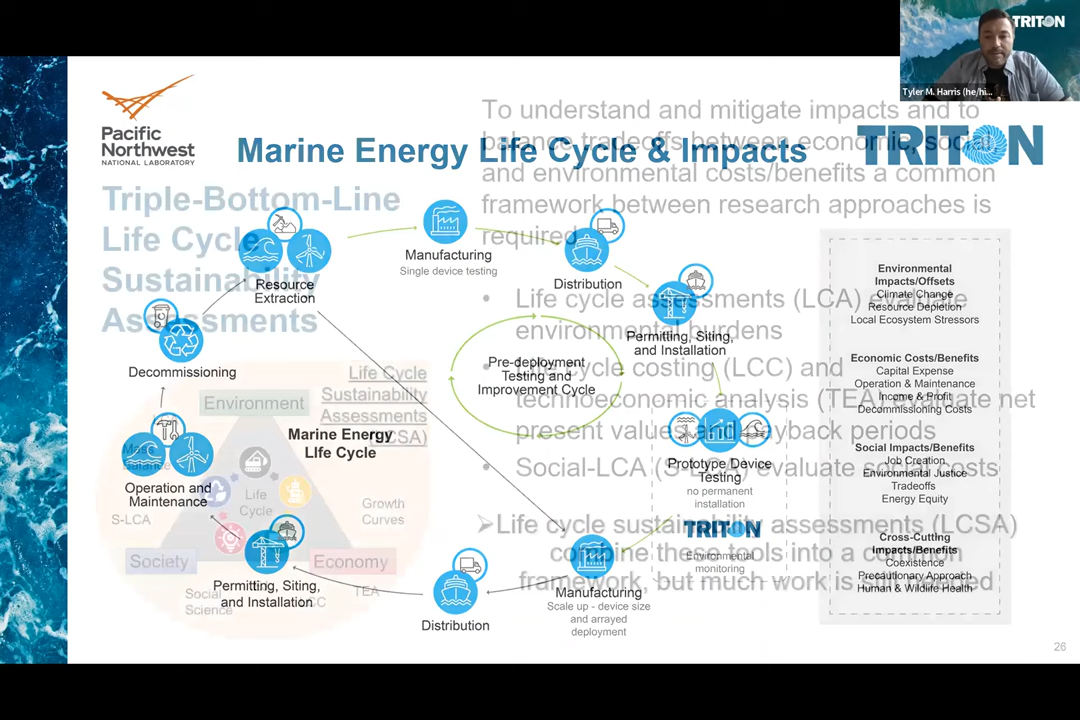 TRITON
Tyler M. Harris (he/hi...
Pacific
Northwest
NATIONAL LABORATORY
Marine Energy Life Cycle & Impacts
TRITON
To understand and mitigate impacts and to
balance tradeoffs between economic, social,
and environmental costs/benefits a common
framework between research approaches is
required
Triple-Bottom-Line
Life Cycle
Sustainability
Assessments
• Life cycle assessments (LCA) evaluate
environmental burdens
• Life cycle costing (LCC) and
technoeconomic analysis (TEA) evaluate net
present values and payback periods
• Social-LCA (S-LCA) evaluate social costs
➢Life cycle sustainability assessments (LCSA)
combine these tools into a common
framework, but much work is still needed
Life Cycle
Sustainability
Assessments
(LCSA)
Environment
Mass
Balance
Life
Cycle
S-LCA
Growth
Curves
Society
Economy
Social
Science
LCC
TEA
Resource
Extraction
Manufacturing
Single device testing
Distribution
Permitting, Siting,
and Installation
Pre-deployment
Testing and
Improvement Cycle
Prototype Device
Testing
no permanent
installation
TRITON
Environmental
monitoring
Manufacturing
Scale up - device size
and arrayed
deployment
Distribution
Permitting, Siting,
and Installation
Operation and
Maintenance
Decommissioning
Marine Energy
LIfe Cycle
Environmental
Impacts/Offsets
Climate Change
Resource Depletion
Local Ecosystem Stressors
Economic Costs/Benefits
Capital Expense
Operation & Maintenance
Income & Profit
Decommissioning Costs
Social Impacts/Benefits
Job Creation
Environmental Justice
Tradeoffs
Energy Equity
Cross-Cutting
Impacts/Benefits
Coexistence
Precautionary Approach
Human & Wildlife Health
26